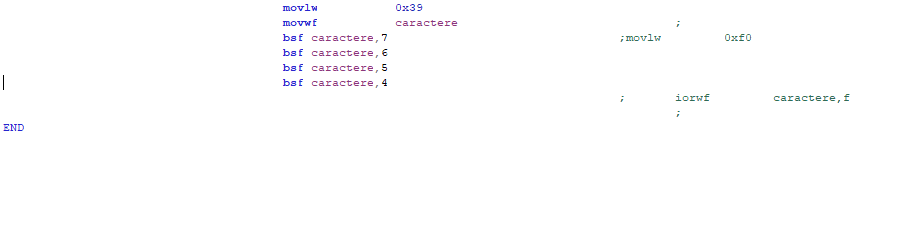 movlw 0x39
movwf caractere ;
bsf caractere,7 ;movlw 0xf0
bsf caractere,6
bsf caractere,5
bsf caractere,4
; iorwf caractere,f
;
END